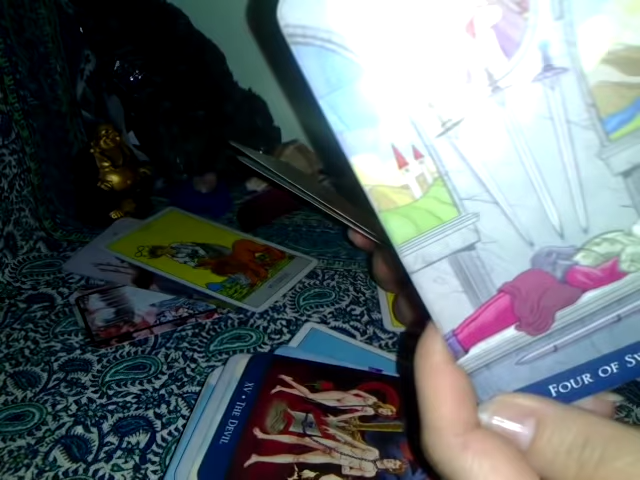 FOUR OF
XV • THE DEVIL